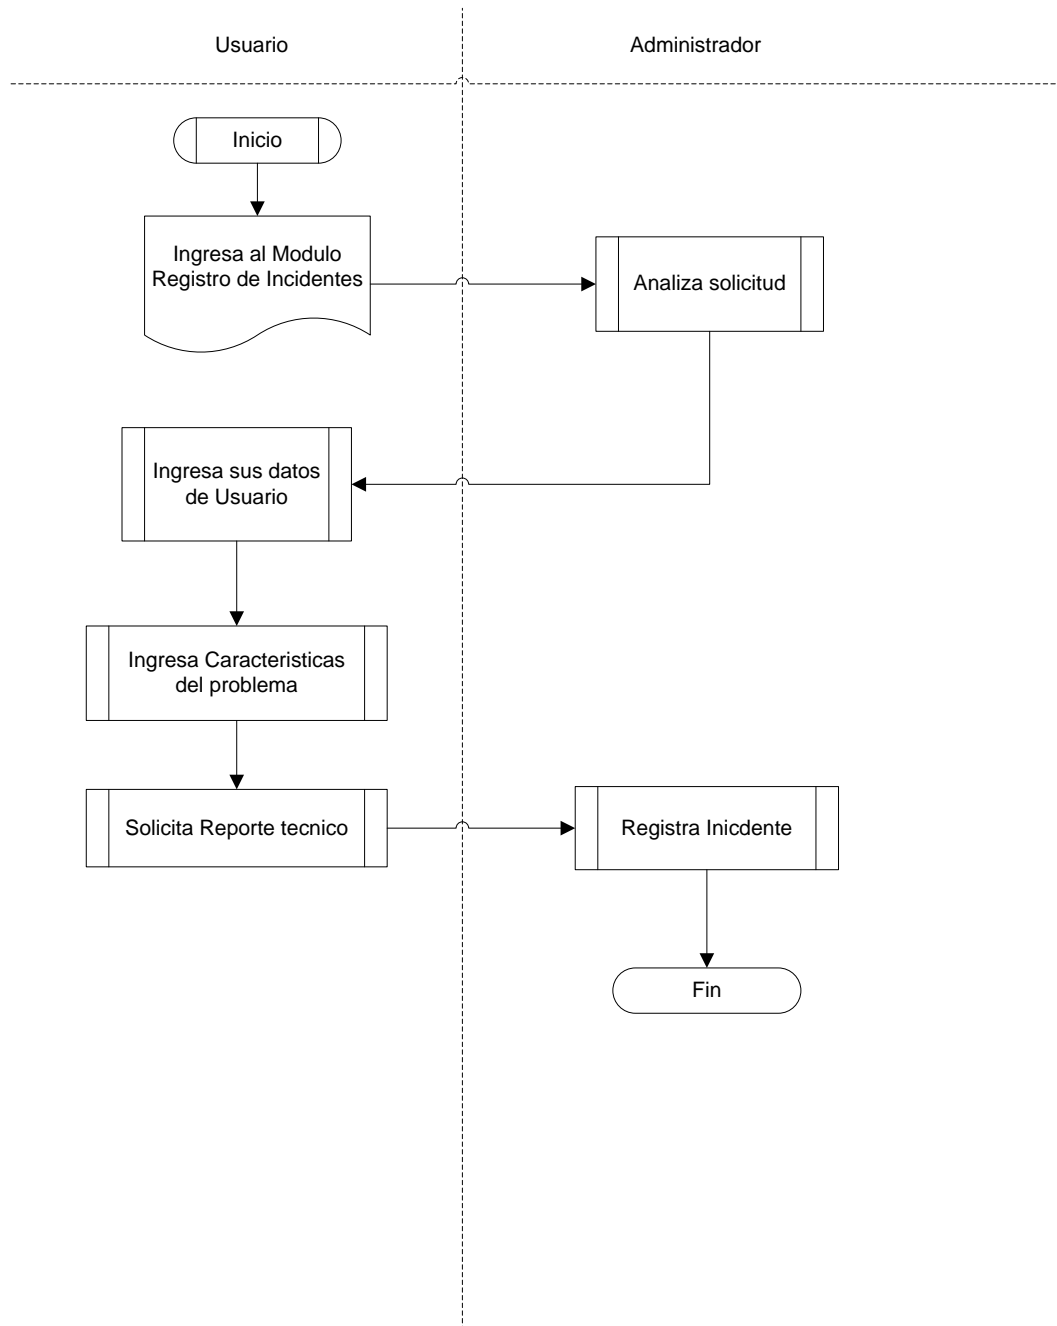 Usuario
Administrador
Inicio
Ingresa al Modulo
Registro de Incidentes
Analiza solicitud
Ingresa sus datos
de Usuario
Ingresa Caracteristicas
del problema
Solicita Reporte tecnico
Registra Inicdente
Fin